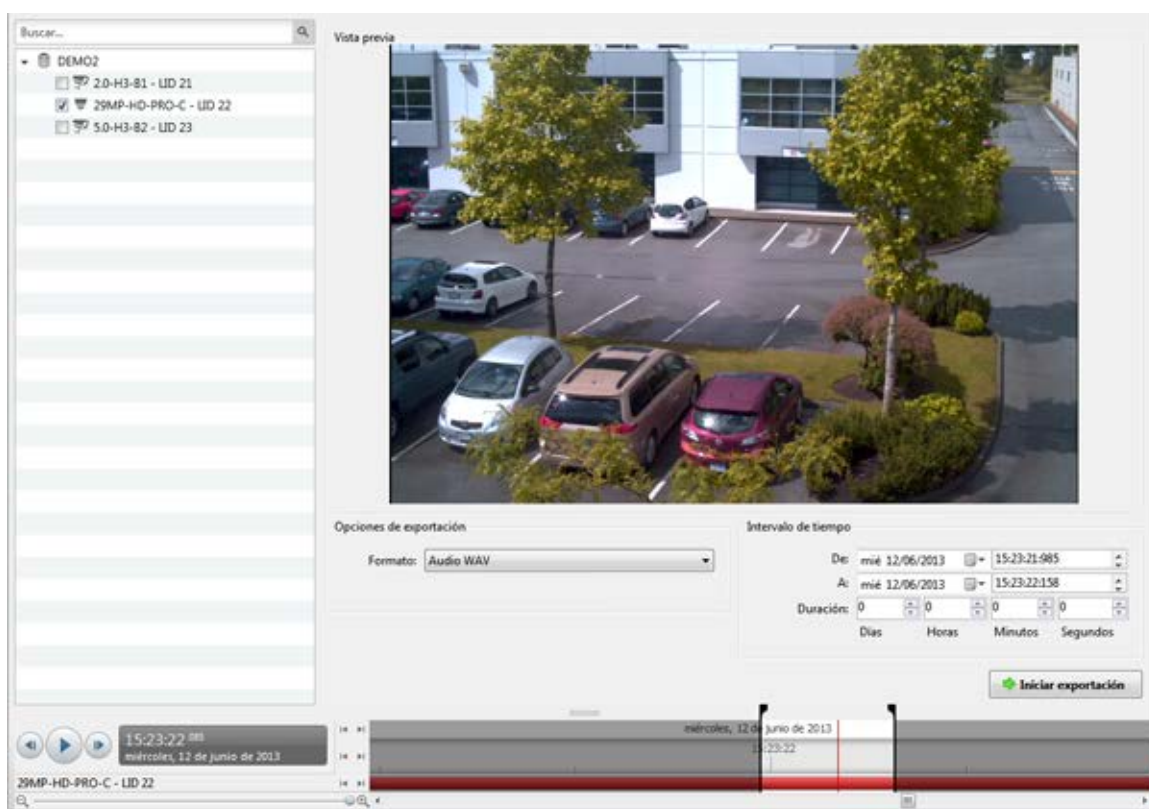 Buscar...
DEMO2
2.0-H3-B1 - LID 21
29MP-HD-PRO-C - LID 22
5.0-H3-B2 - LID 23
Vista previa
Opciones de exportación
Formato: Audio WAV
Intervalo de tiempo
De: mié 12/06/2013 15:23:21:985
A: mié 12/06/2013 15:23:22:158
Duración: 0 0 0 0
Días Horas Minutos Segundos
Iniciar exportación
15:23:22
miércoles, 12 de junio de 2013
miércoles, 12 de junio de 2013
15:23:22
29MP-HD-PRO-C - LID 22